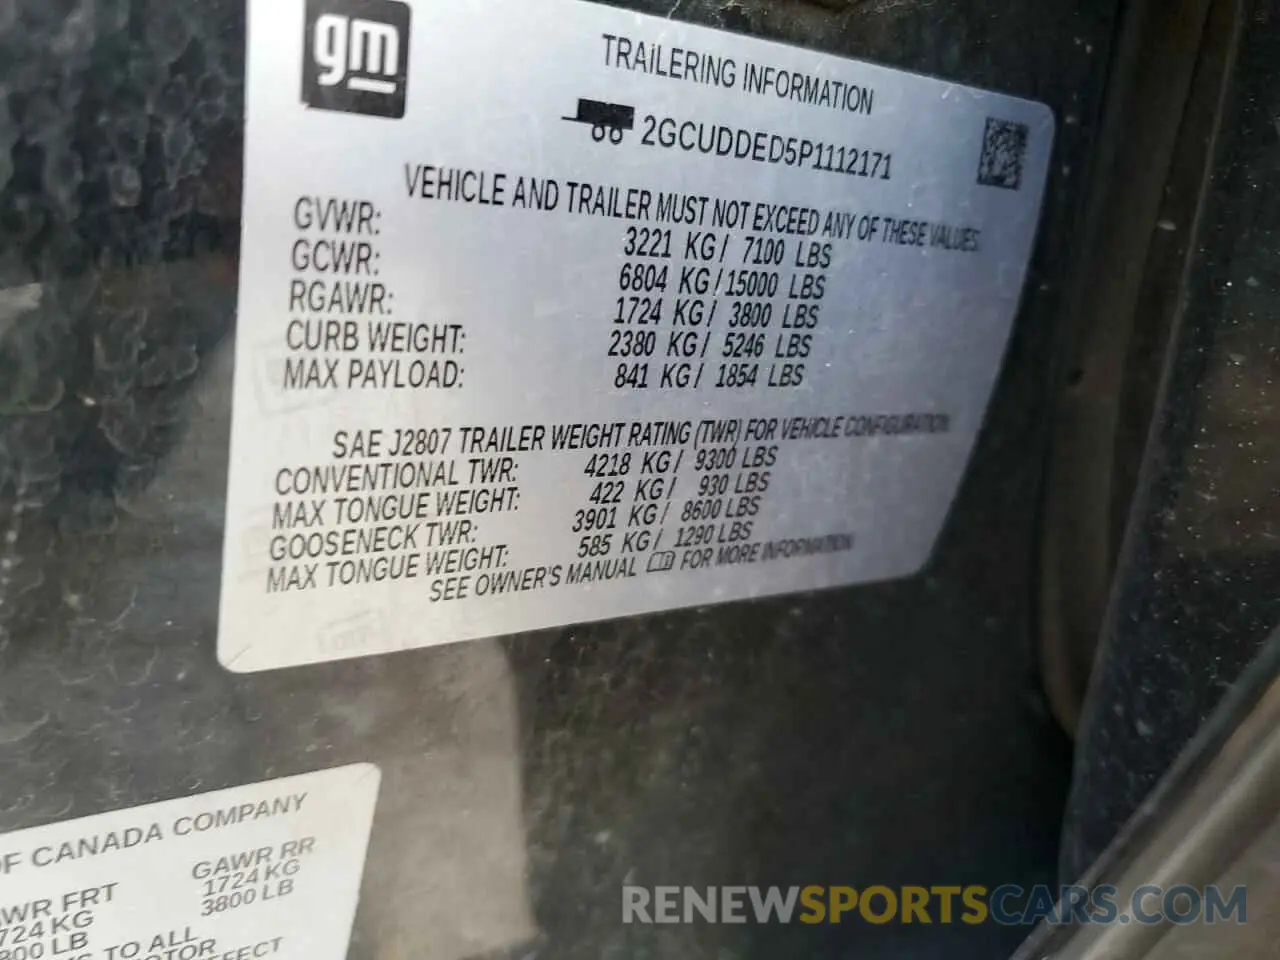 gm
TRAILERING INFORMATION
2GCUDDED5P1112171
VEHICLE AND TRAILER MUST NOT EXCEED ANY OF THESE VALUES.
GVWR: 3221 KG/ 7100 LBS
GCWR: 6804 KG/15000 LBS
RGAWR: 1724 KG/ 3800 LBS
CURB WEIGHT: 2380 KG/ 5246 LBS
MAX PAYLOAD: 841 KG/ 1854 LBS
SAE J2807 TRAILER WEIGHT RATING (TWR) FOR VEHICLE CONFIGURATION
CONVENTIONAL TWR: 4218 KG/ 9300 LBS
MAX TONGUE WEIGHT: 422 KG/ 930 LBS
GOOSENECK TWR: 3901 KG/ 8600 LBS
MAX TONGUE WEIGHT: 585 KG/ 1290 LBS
SEE OWNER'S MANUAL FOR MORE INFORMATION
OF CANADA COMPANY
GAWR RR
1724 KG
3800 LB
FRT
KG
LB
TO ALL
RENEWSPORTSCARS.COM